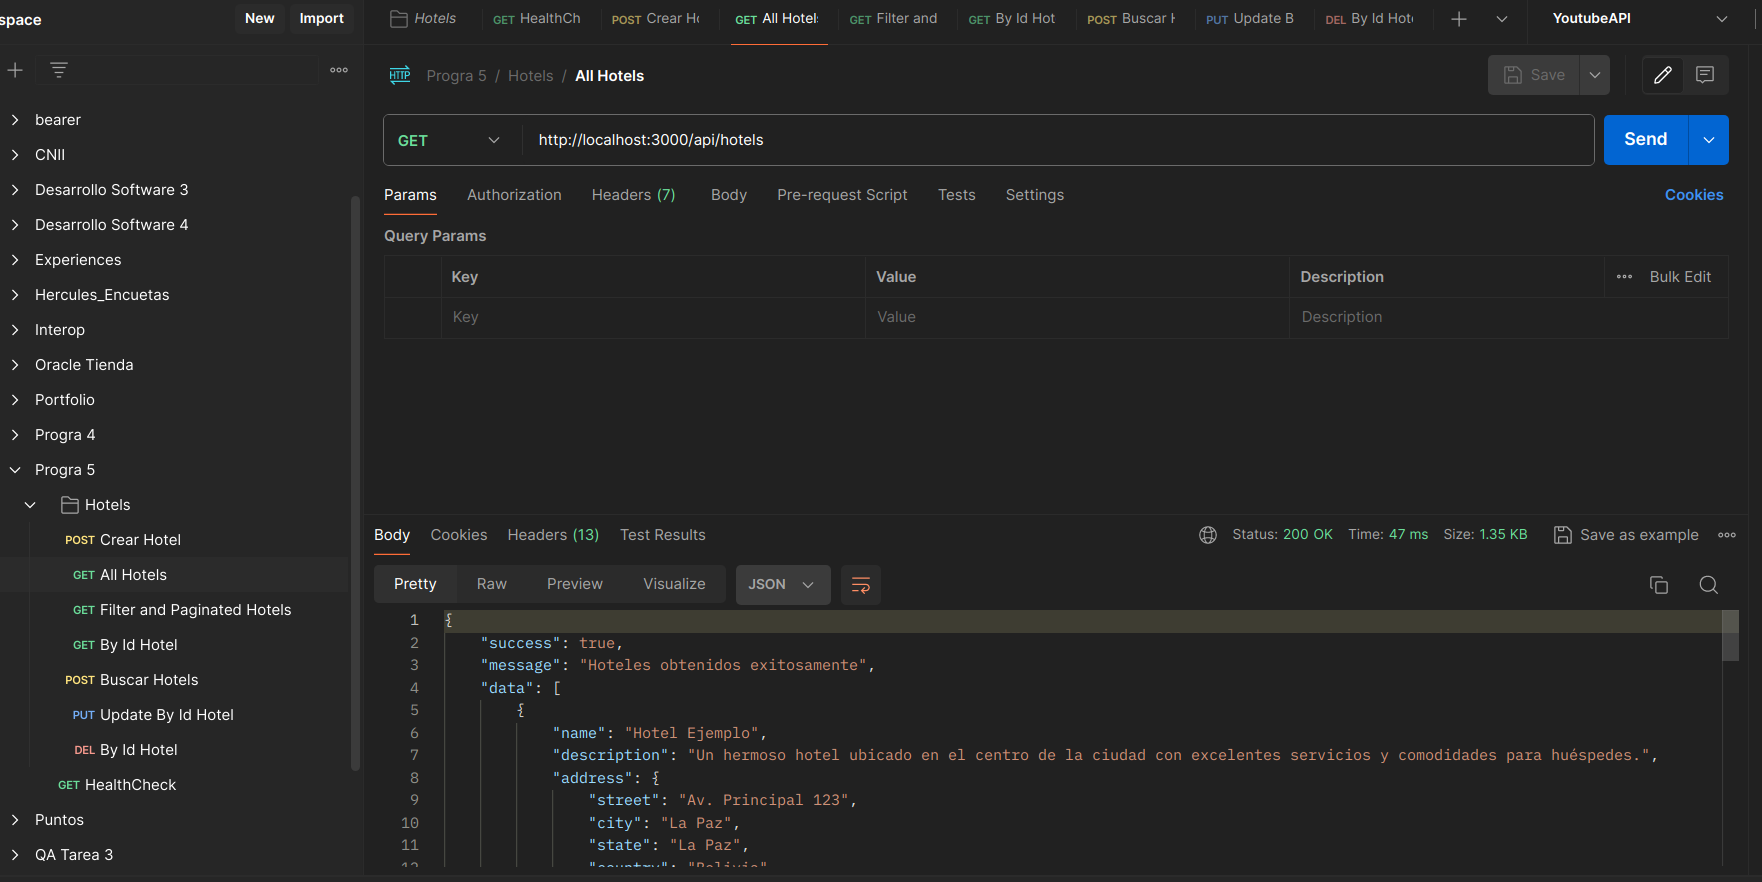 space
New
Import
Hotels
GET HealthCh
POST Crear Ho
GET All Hotels
GET Filter and
GET By Id Hot
POST Buscar H
PUT Update B
DEL By Id Hote
YoutubeAPI
HTTP Progra 5 / Hotels / All Hotels
Save
GET
http://localhost:3000/api/hotels
Send
Params
Authorization
Headers (7)
Body
Pre-request Script
Tests
Settings
Cookies
Query Params
Key Value Description Bulk Edit
Key Value Description
bearer
CNII
Desarrollo Software 3
Desarrollo Software 4
Experiences
Hercules_Encuetas
Interop
Oracle Tienda
Portfolio
Progra 4
Progra 5
Hotels
POST Crear Hotel
GET All Hotels
GET Filter and Paginated Hotels
GET By Id Hotel
POST Buscar Hotels
PUT Update By Id Hotel
DEL By Id Hotel
GET HealthCheck
Puntos
QA Tarea 3
Body
Cookies
Headers (13)
Test Results
Status: 200 OK
Time: 47 ms
Size: 1.35 KB
Save as example
Pretty
Raw
Preview
Visualize
JSON
1 {
2 "success": true,
3 "message": "Hoteles obtenidos exitosamente",
4 "data": [
5 {
6 "name": "Hotel Ejemplo",
7 "description": "Un hermoso hotel ubicado en el centro de la ciudad con excelentes servicios y comodidades para huéspedes.",
8 "address": {
9 "street": "Av. Principal 123",
10 "city": "La Paz",
11 "state": "La Paz",
12 "country": "Bolivia"